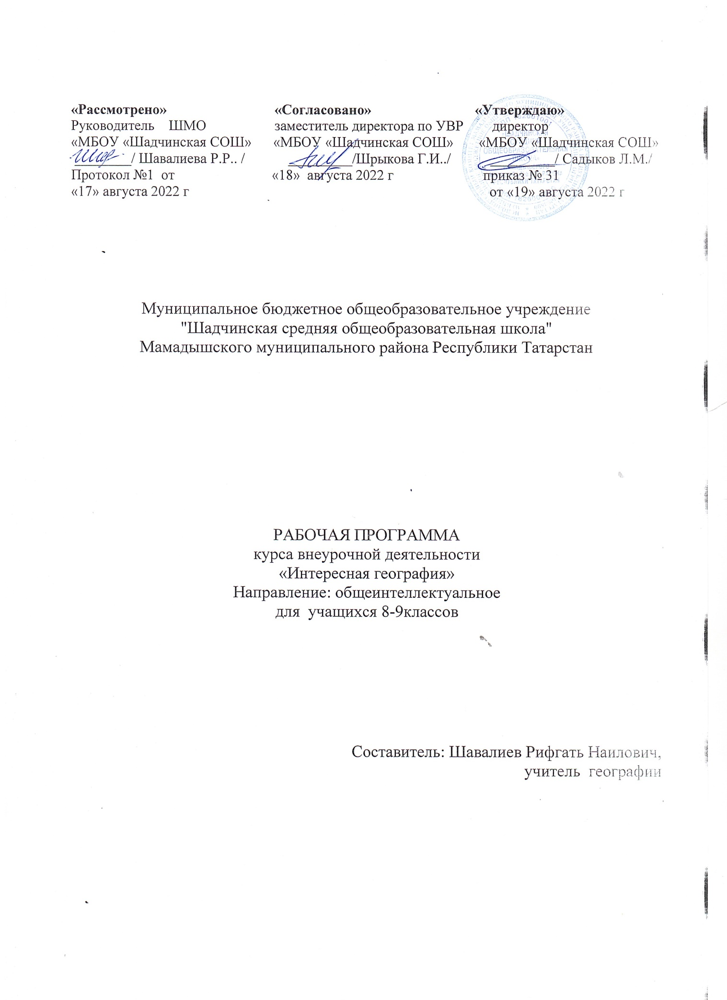 «Рассмотрено» «Согласовано» «Утверждаю»
Руководитель ШМО заместитель директора по УВР директор
«МБОУ «Шадчинская СОШ» «МБОУ «Шадчинская СОШ» «МБОУ «Шадчинская СОШ»
_________/ Шавалиева Р.Р.. / __________/Шрыкова Г.И../ __________/ Садыков Л.М./
Протокол №1 от «18» августа 2022 г приказ № 31
«17» августа 2022 г от «19» августа 2022 г
Муниципальное бюджетное общеобразовательное учреждение
"Шадчинская средняя общеобразовательная школа"
Мамадышского муниципального района Республики Татарстан
РАБОЧАЯ ПРОГРАММА
курса внеурочной деятельности
«Интересная география»
Направление: общеинтеллектуальное
для учащихся 8-9классов
Составитель: Шавалиев Рифгать Наилович,
учитель географии